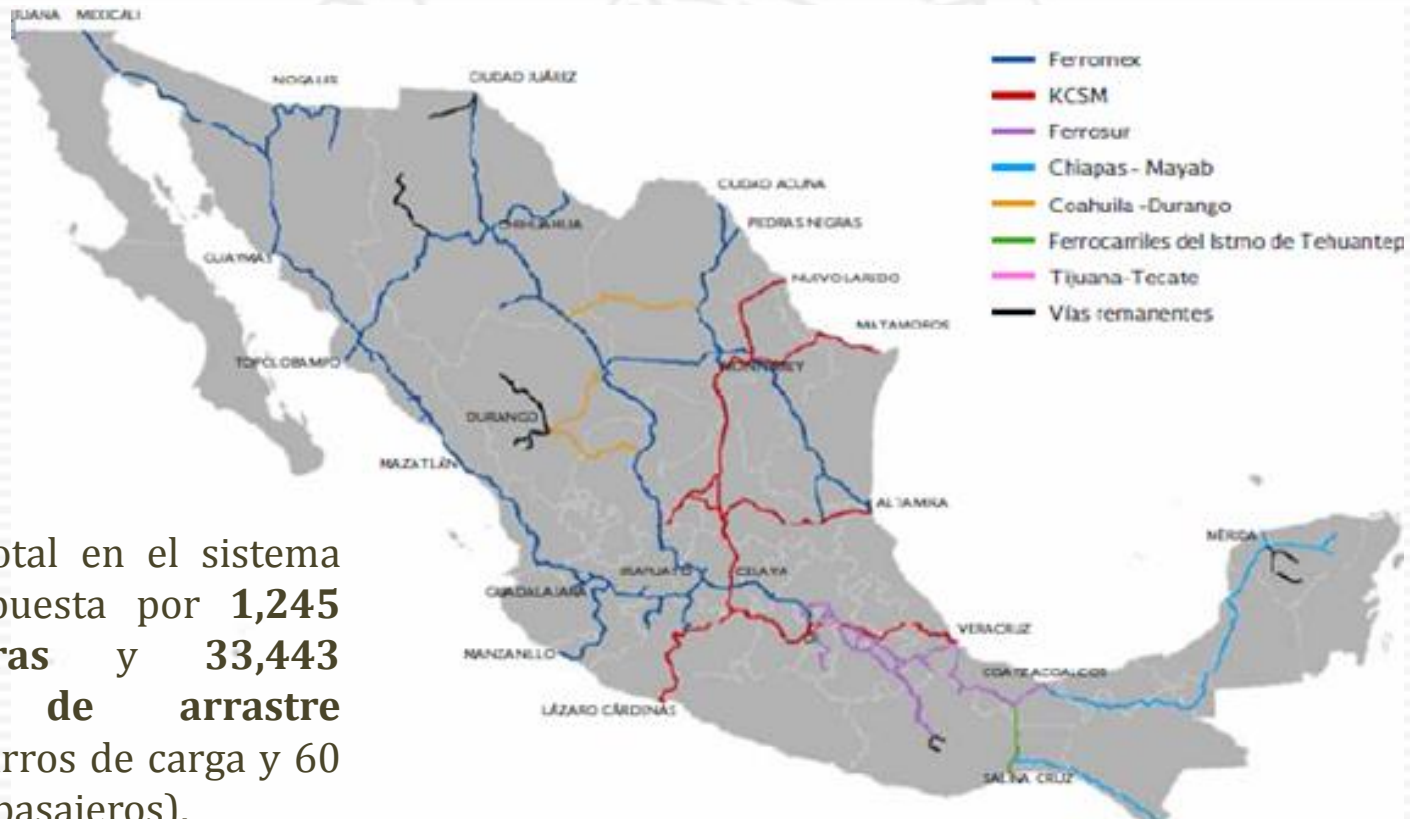 JUANA MEXICALI
NOGALES
CIUDAD JUÁREZ
Ferromex
KCSM
Ferrosur
Chiapas - Mayab
Coahuila -Durango
Ferrocarriles del Istmo de Tehuantep
Tijuana-Tecate
Vías remanentes
CIUDAD ACUÑA
PIEDRAS NEGRAS
CHIHUAHUA
GUAYMAS
NUEVO LAREDO
MATAMOROS
TOPOLOBAMPO
MONTERREY
DURANGO
MAZATLÁN
ALTAMIRA
MÉRIDA
IRAPUATO CELAYA
GUADALAJARA
VERACRUZ
MANZANILLO
COATZACOALCOS
LÁZARO CÁRDENAS
SALINA CRUZ
otal en el sistema
puesta por 1,245
ras y 33,443
de arrastre
arros de carga y 60
pasajeros).